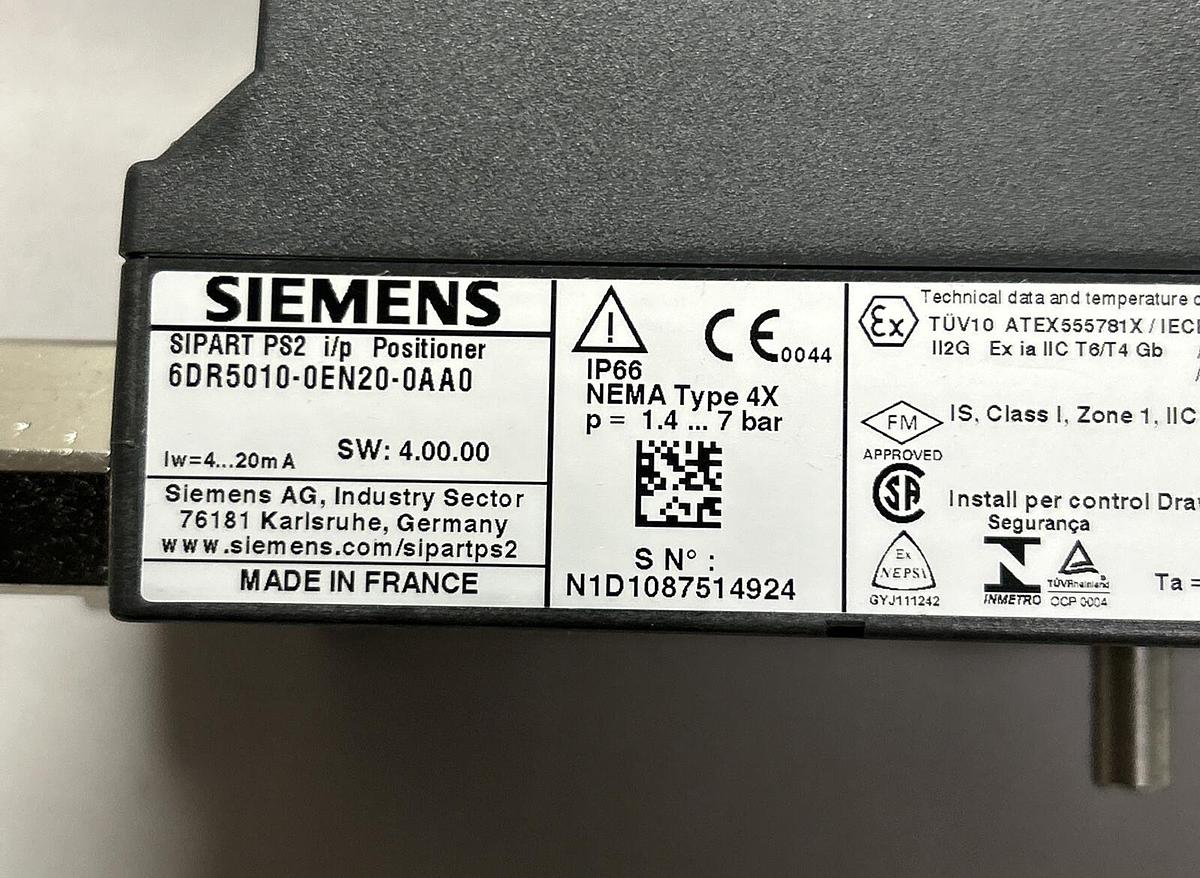 SIEMENS
SIPART PS2 i/p Positioner
6DR5010-0EN20-0AA0
Iw=4...20mA SW: 4.00.00
Siemens AG, Industry Sector
76181 Karlsruhe, Germany
www.siemens.com/sipartps2
MADE IN FRANCE
CE 0044
IP66
NEMA Type 4X
p = 1.4 ... 7 bar
S N° :
N1D1087514924
Ex
Technical data and temperature
TÜV10 ATEX555781X / IEC
II2G Ex ia IIC T6/T4 Gb
FM
APPROVED
IS, Class I, Zone 1, IIC
SA
Install per control
Segurança
Ex
NEPSI
GYJ111242
INMETRO
TÜVRheinland
OCP 0004
Ta =